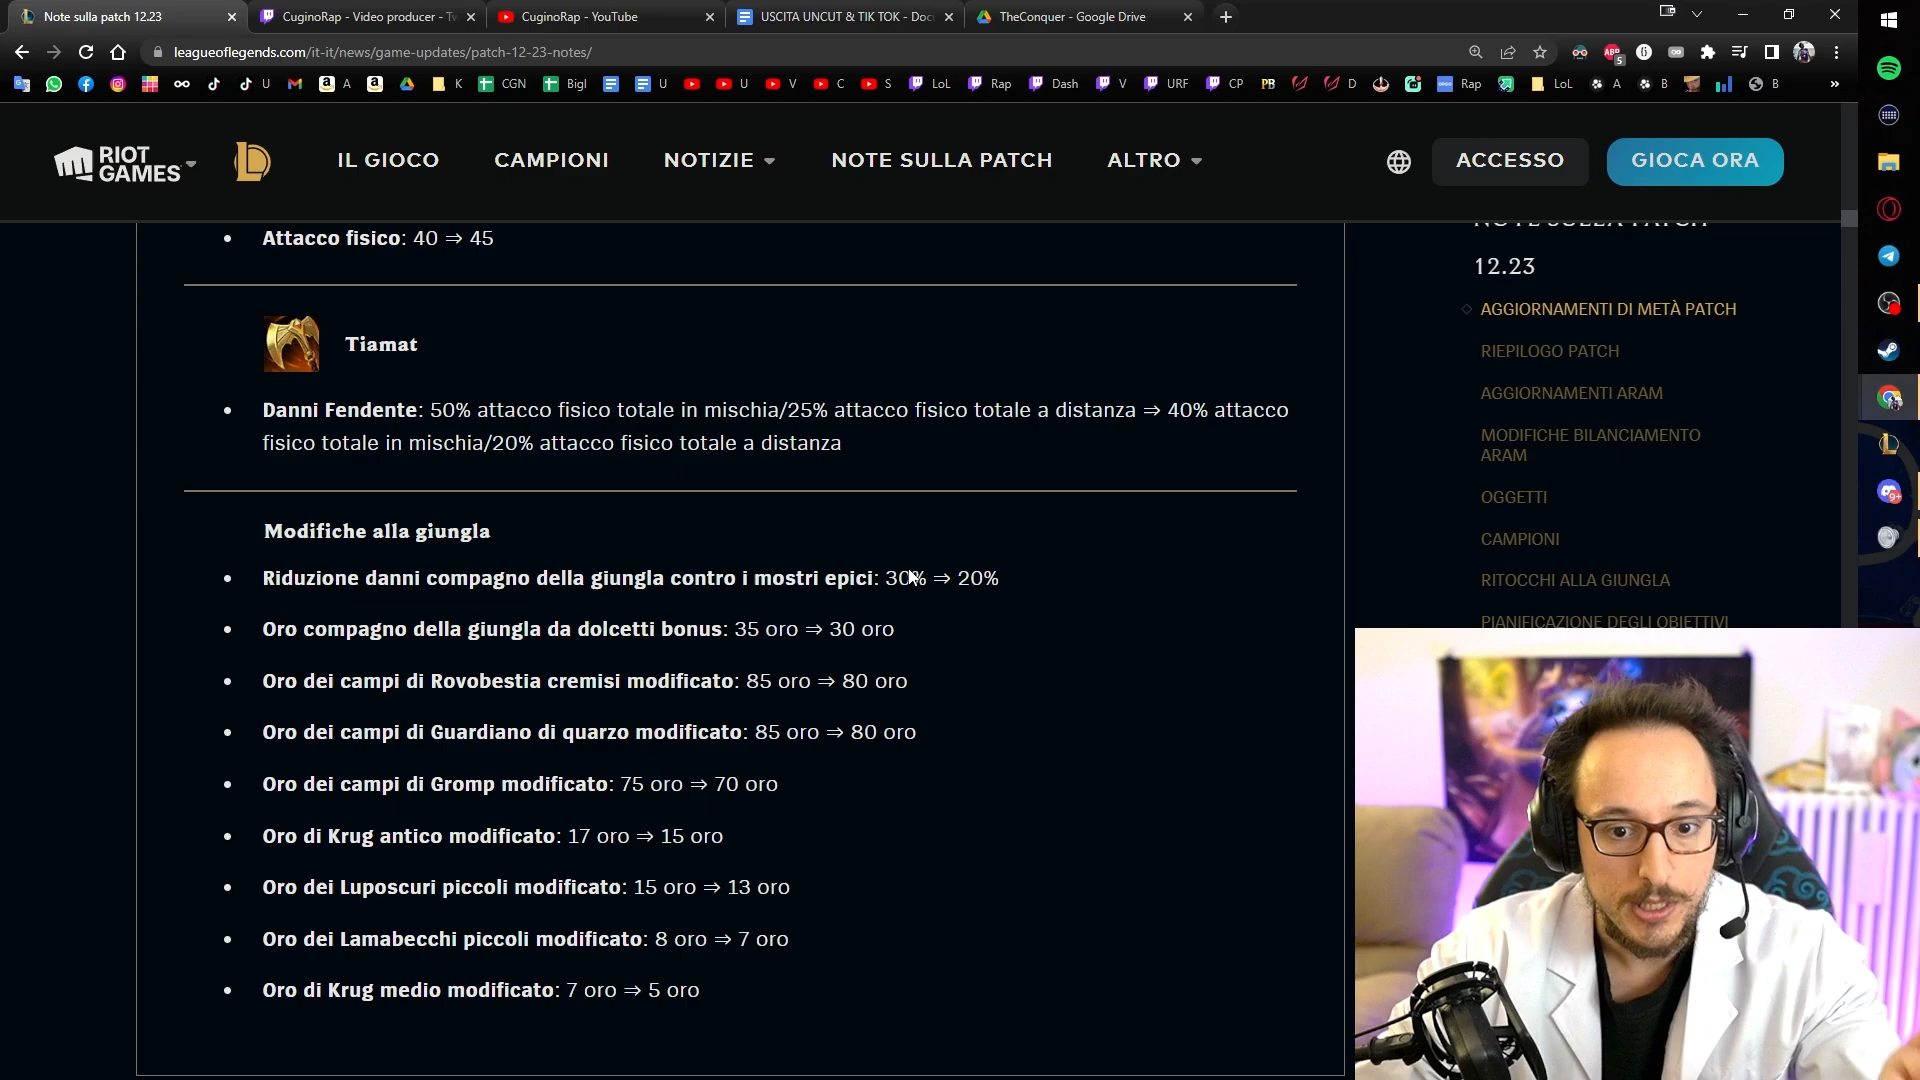 Note sulla patch 12.23
CuginoRap - Video producer - Tw
CuginoRap - YouTube
USCITA UNCUT & TIK TOK - Docu
TheConquer - Google Drive
leagueoflegends.com/it-it/news/game-updates/patch-12-23-notes/
ABP
5
A
K
CGN
Bigl
U
U
V
C
S
LoL
Rap
Dash
V
URF
CP
PB
D
Rap
LoL
A
B
B
RIOT
GAMES
IL GIOCO
CAMPIONI
NOTIZIE
NOTE SULLA PATCH
ALTRO
ACCESSO
GIOCA ORA
Attacco fisico: 40 ⇒ 45
Tiamat
Danni Fendente: 50% attacco fisico totale in mischia/25% attacco fisico totale a distanza ⇒ 40% attacco
fisico totale in mischia/20% attacco fisico totale a distanza
Modifiche alla giungla
Riduzione danni compagno della giungla contro i mostri epici: 30% ⇒ 20%
Oro compagno della giungla da dolcetti bonus: 35 oro ⇒ 30 oro
Oro dei campi di Rovobestia cremisi modificato: 85 oro ⇒ 80 oro
Oro dei campi di Guardiano di quarzo modificato: 85 oro ⇒ 80 oro
Oro dei campi di Gromp modificato: 75 oro ⇒ 70 oro
Oro di Krug antico modificato: 17 oro ⇒ 15 oro
Oro dei Luposcuri piccoli modificato: 15 oro ⇒ 13 oro
Oro dei Lamabecchi piccoli modificato: 8 oro ⇒ 7 oro
Oro di Krug medio modificato: 7 oro ⇒ 5 oro
NOTE SULLA PATCH
12.23
AGGIORNAMENTI DI METÀ PATCH
RIEPILOGO PATCH
AGGIORNAMENTI ARAM
MODIFICHE BILANCIAMENTO
ARAM
OGGETTI
CAMPIONI
RITOCCHI ALLA GIUNGLA
PIANIFICAZIONE DEGLI OBIETTIVI
9+